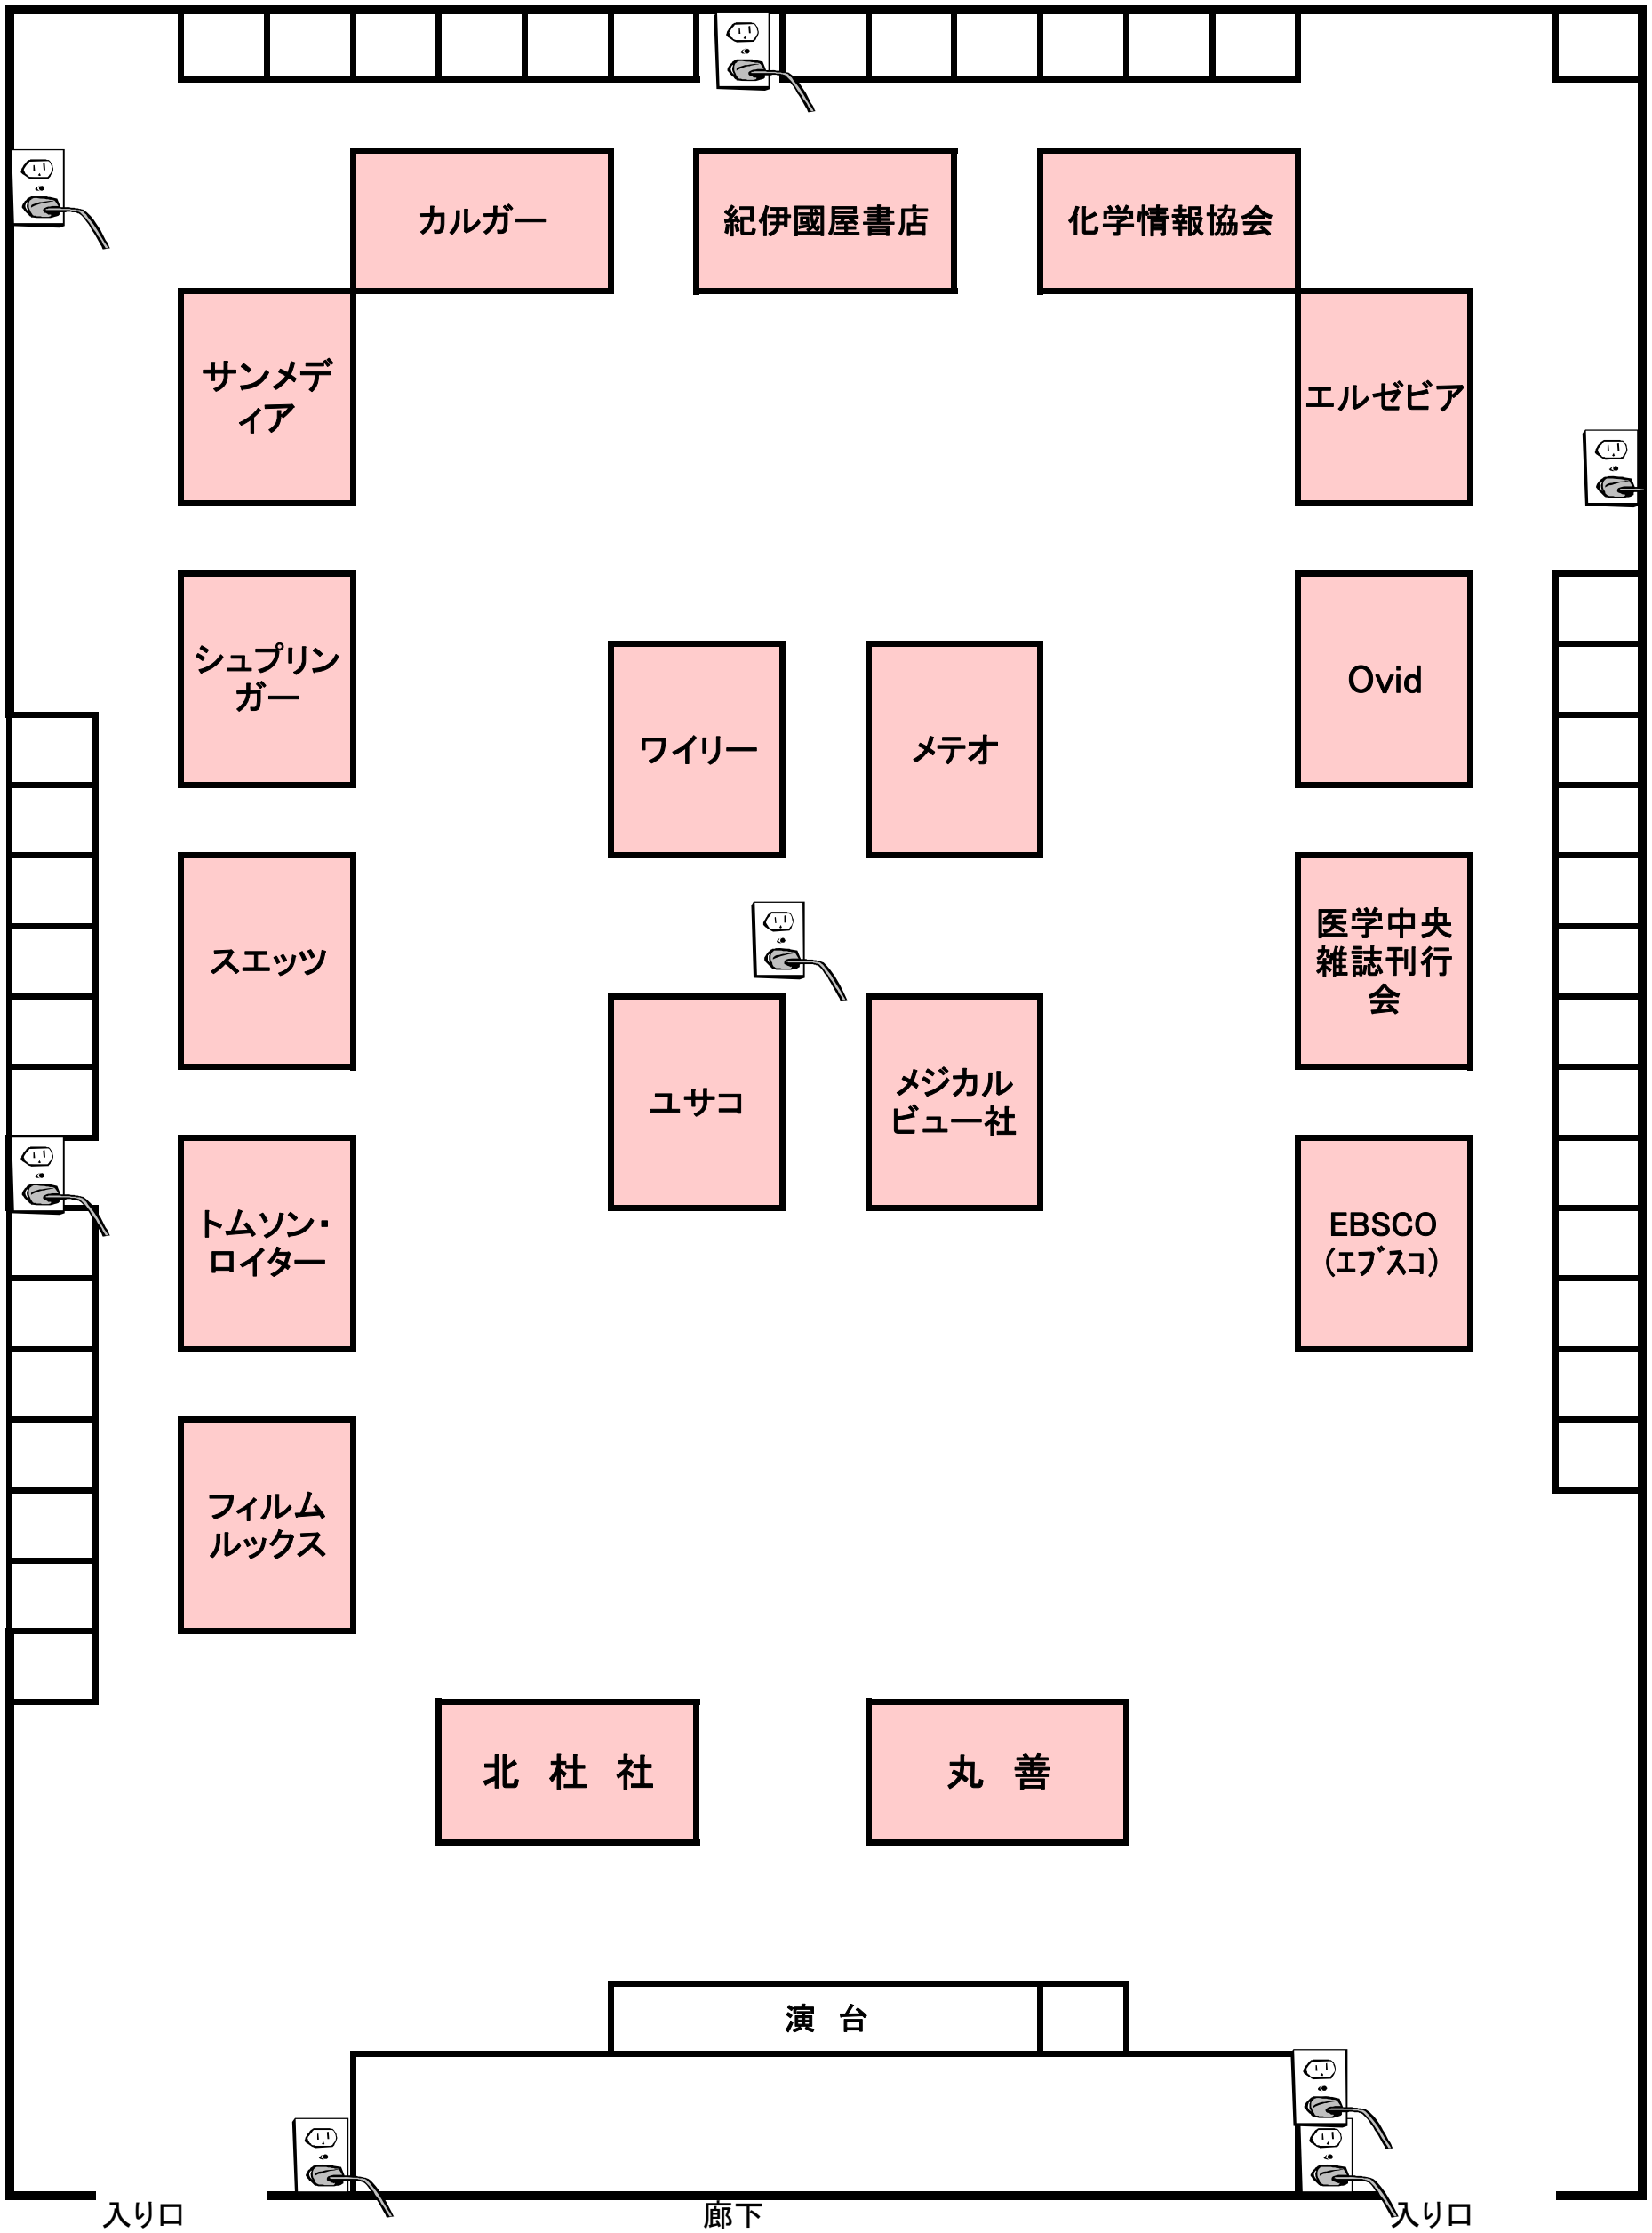 カルガー
紀伊國屋書店
化学情報協会
サンメデ
ィア
エルゼビア
シュプリン
ガー
Ovid
ワイリー
メテオ
スエッツ
医学中央
雑誌刊行
会
ユサコ
メジカル
ビュー社
トムソン・
ロイター
EBSCO
(ｴﾌﾞｽｺ)
フィルム
ルックス
北　杜　社
丸　善
演　台
入り口
廊下
入り口